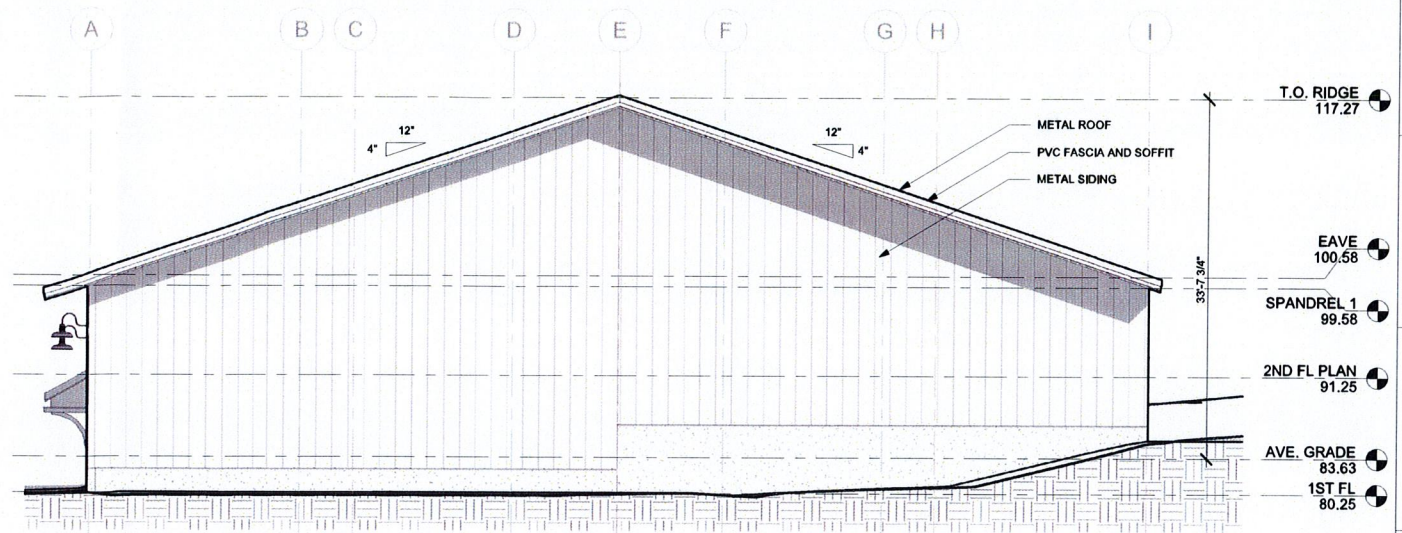 A B C D E F G H I
T.O. RIDGE
117.27
12"
4"
12"
4"
METAL ROOF
PVC FASCIA AND SOFFIT
METAL SIDING
EAVE
100.58
33'-7 3/4"
SPANDREL 1
99.58
2ND FL PLAN
91.25
AVE. GRADE
83.63
1ST FL
80.25